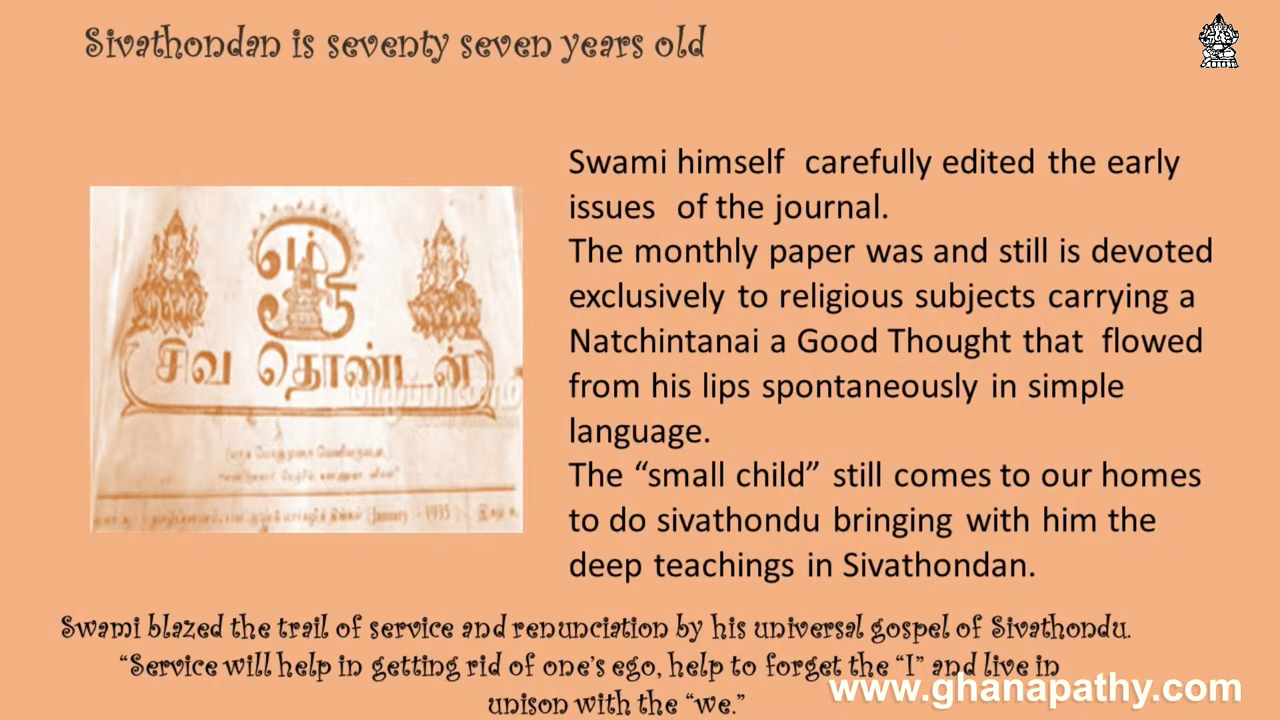 Sivathondan is seventy seven years old
Swami himself carefully edited the early
issues of the journal.
The monthly paper was and still is devoted
exclusively to religious subjects carrying a
Natchintanai a Good Thought that flowed
from his lips spontaneously in simple
language.
The “small child” still comes to our homes
to do sivathondu bringing with him the
deep teachings in Sivathondan.
சிவ தொண்டன்
(January - 1935)
Swami blazed the trail of service and renunciation by his universal gospel of Sivathondu.
“Service will help in getting rid of one's ego, help to forget the “I” and live in
unison with the “we.”
www.ghanapathy.com